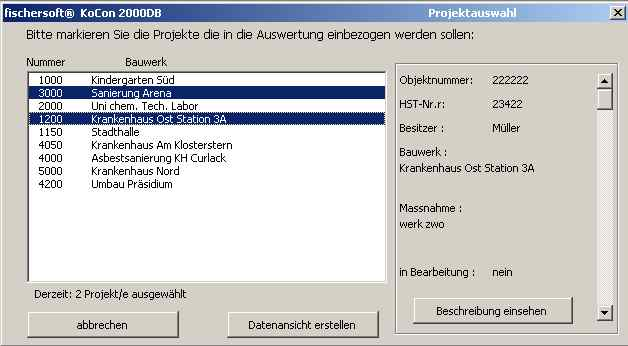 fischersoft® KoCon 2000DB Projektauswahl
Bitte markieren Sie die Projekte die in die Auswertung einbezogen werden sollen:
Nummer Bauwerk
1000 Kindergarten Süd
3000 Sanierung Arena
2000 Uni chem. Tech. Labor
1200 Krankenhaus Ost Station 3A
1150 Stadthalle
4050 Krankenhaus Am Klosterstern
4000 Asbestsanierung KH Curlack
5000 Krankenhaus Nord
4200 Umbau Präsidium
Derzeit: 2 Projekt/e ausgewählt
abbrechen
Datenansicht erstellen
Objektnummer: 222222
HST-Nr.r: 23422
Besitzer : Müller
Bauwerk :
Krankenhaus Ost Station 3A
Massnahme :
werk zwo
in Bearbeitung : nein
Beschreibung einsehen